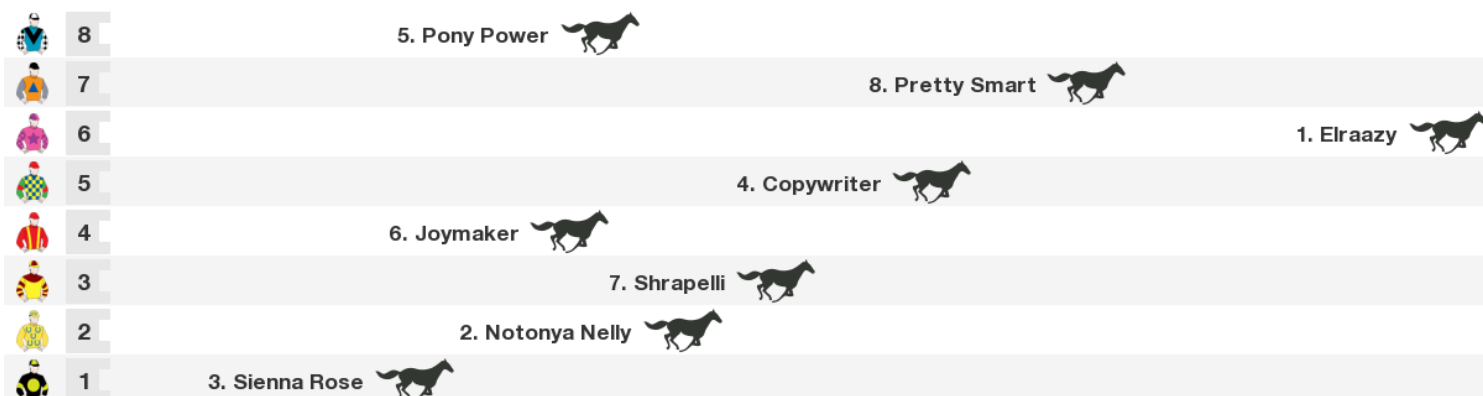 8 5. Pony Power
7 8. Pretty Smart
6 1. Elraazy
5 4. Copywriter
4 6. Joymaker
3 7. Shrapelli
2 2. Notonya Nelly
1 3. Sienna Rose